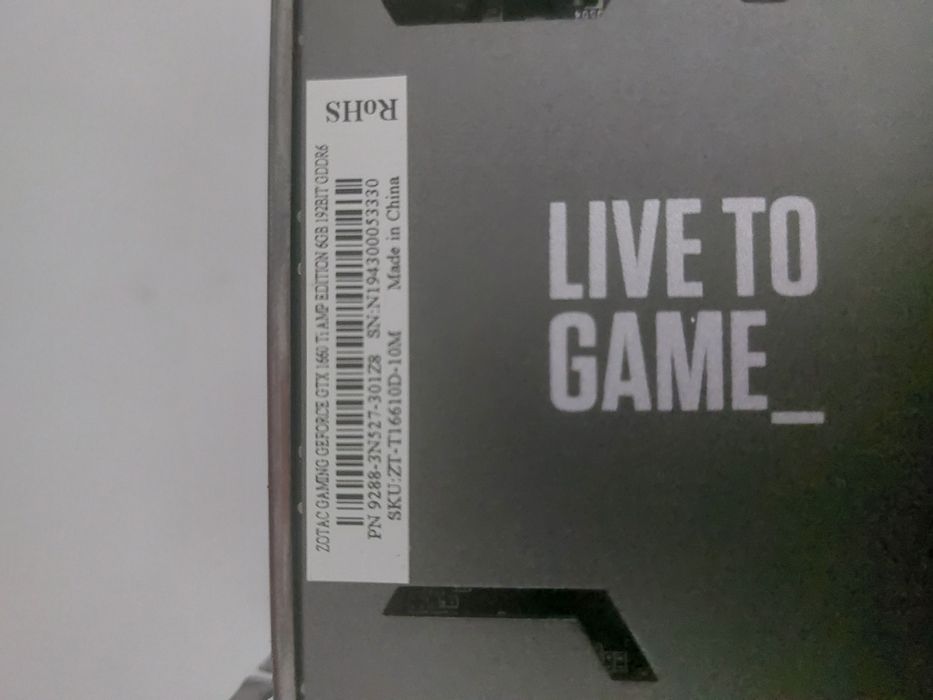 ZOTAC GAMING GEFORCE GTX 1660 Ti AMP EDITION 6GB 192BIT GDDR6
PN 9288-3N527-301Z8 SN:N194300053330
SKU:ZT-T16610D-10M Made in China
RoHS
LIVE TO
GAME_